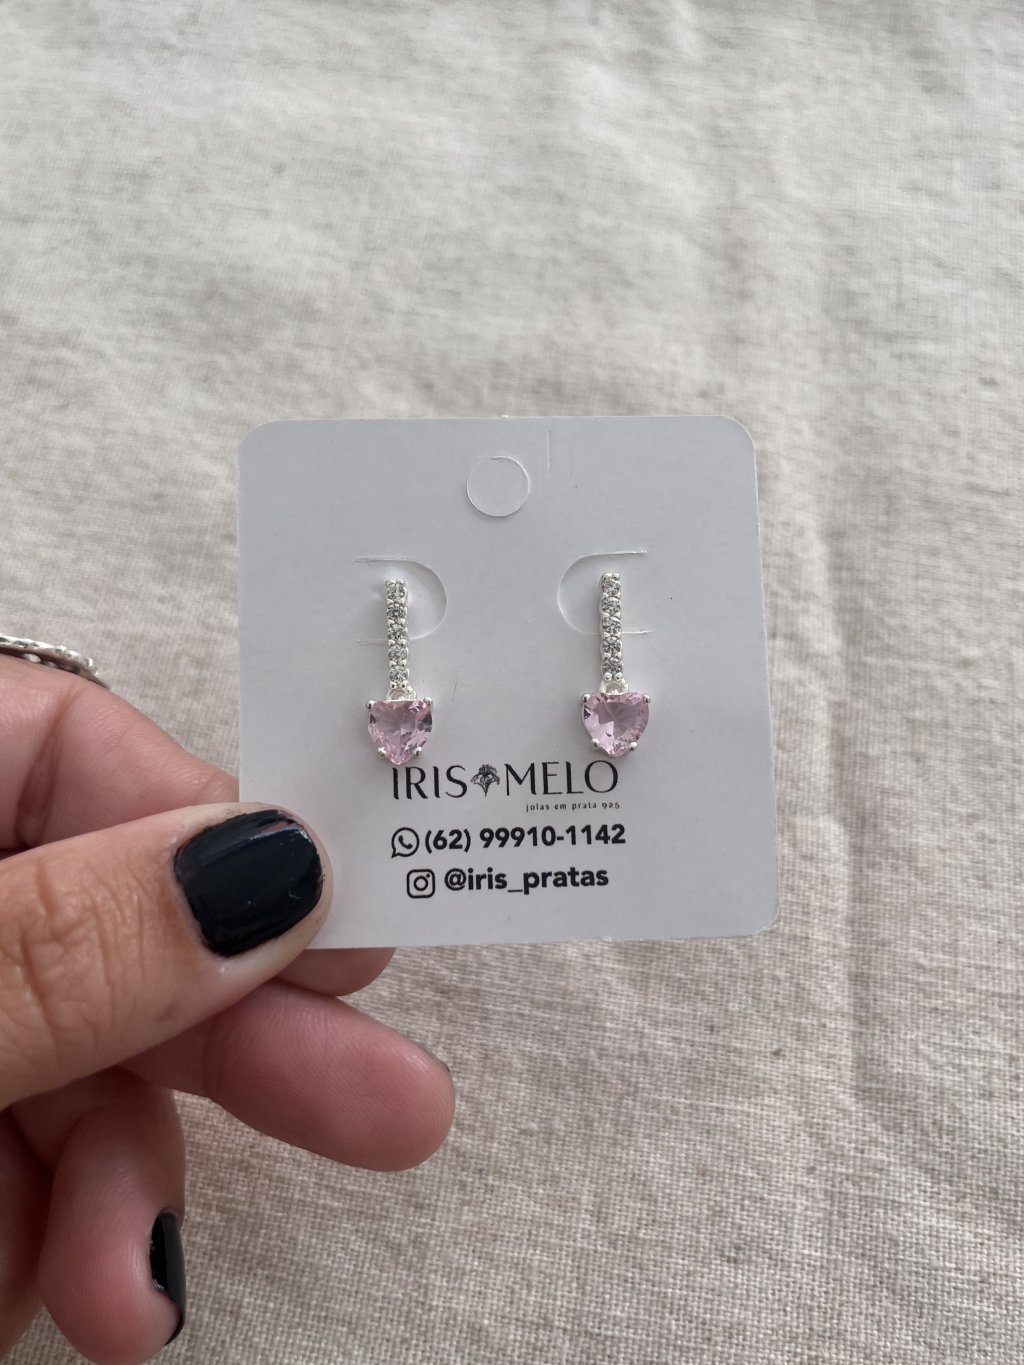 IRIS MELO
joias em prata 925
(62) 99910-1142
@iris_pratas